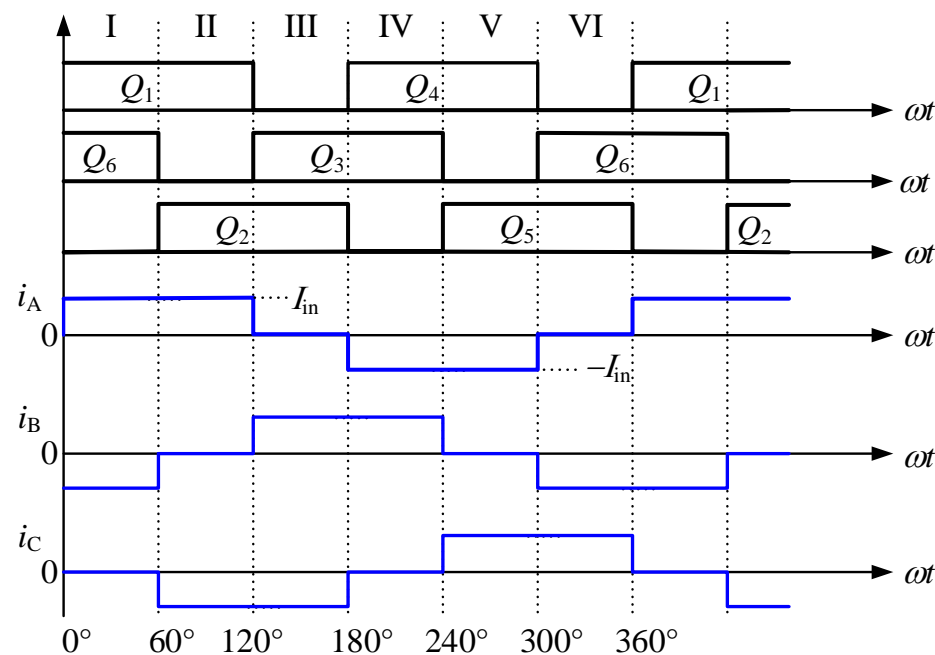 I II III IV V VI
Q1 Q4 Q1 ωt
Q6 Q3 Q6 ωt
Q2 Q5 Q2 ωt
iA Iin
0 ωt
−Iin
iB
0 ωt
iC
0 ωt
0° 60° 120° 180° 240° 300° 360°